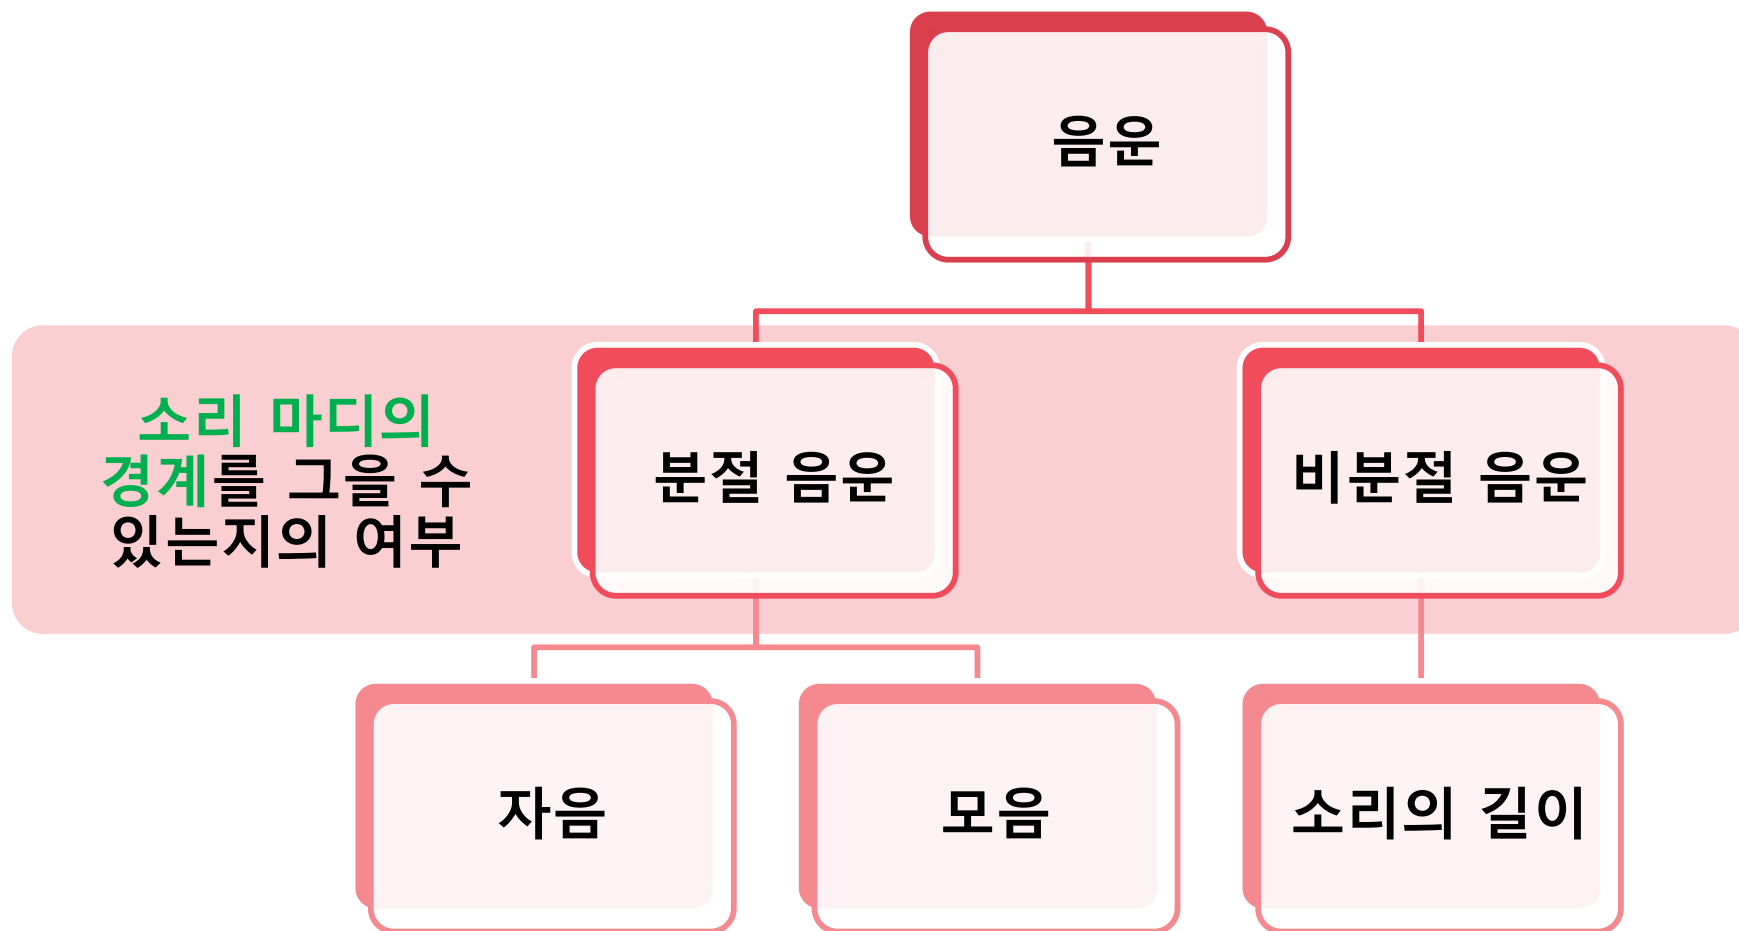 음운
소리 마디의
경계를 그을 수
있는지의 여부
분절 음운
비분절 음운
자음
모음
소리의 길이